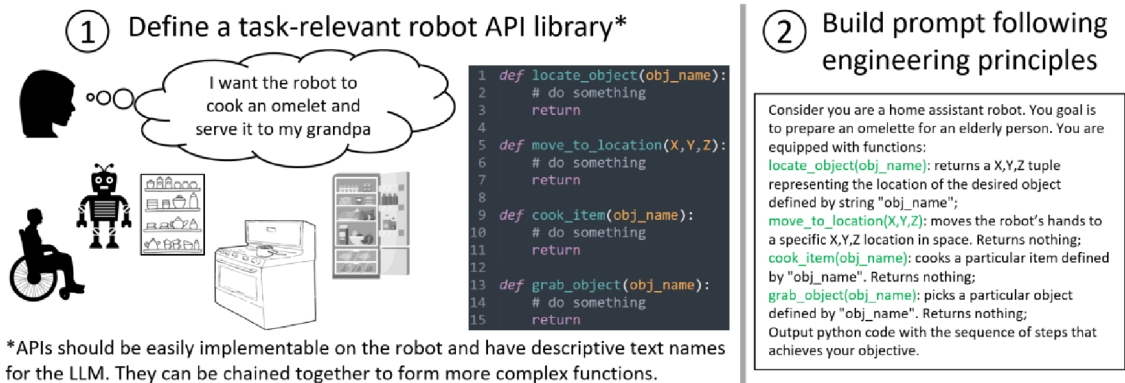 1 Define a task-relevant robot API library*
I want the robot to
cook an omelet and
serve it to my grandpa
1 def locate_object(obj_name):
2 # do something
3 return
4
5 def move_to_location(X,Y,Z):
6 # do something
7 return
8
9 def cook_item(obj_name):
10 # do something
11 return
12
13 def grab_object(obj_name):
14 # do something
15 return
*APIs should be easily implementable on the robot and have descriptive text names
for the LLM. They can be chained together to form more complex functions.
2 Build prompt following
engineering principles
Consider you are a home assistant robot. You goal is
to prepare an omelette for an elderly person. You are
equipped with functions:
locate_object(obj_name): returns a X,Y,Z tuple
representing the location of the desired object
defined by string "obj_name";
move_to_location(X,Y,Z): moves the robot's hands to
a specific X,Y,Z location in space. Returns nothing;
cook_item(obj_name): cooks a particular item defined
by "obj_name". Returns nothing;
grab_object(obj_name): picks a particular object
defined by "obj_name". Returns nothing;
Output python code with the sequence of steps that
achieves your objective.